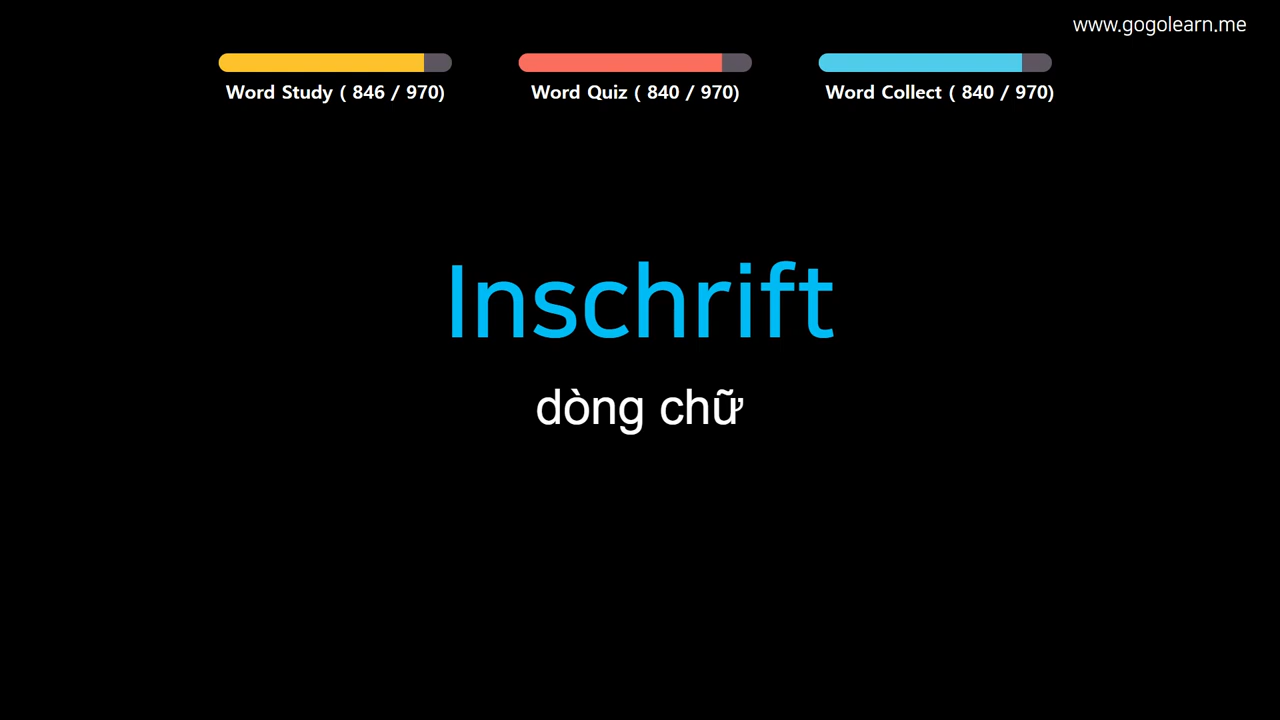 www.gogolearn.me
Word Study ( 846 / 970)
Word Quiz ( 840 / 970)
Word Collect ( 840 / 970)
Inschrift
dòng chữ